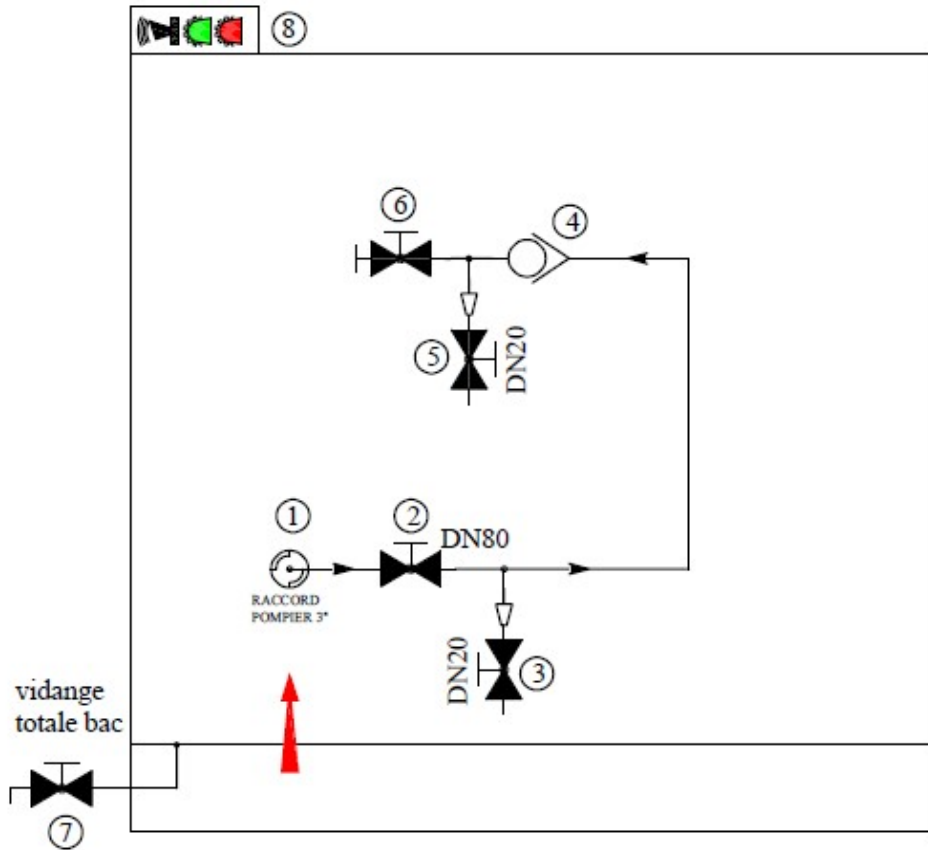 ⑧
⑥
④
⑤
DN20
①
②
DN80
RACCORD
POMPIER 3"
DN20
③
vidange
totale bac
⑦